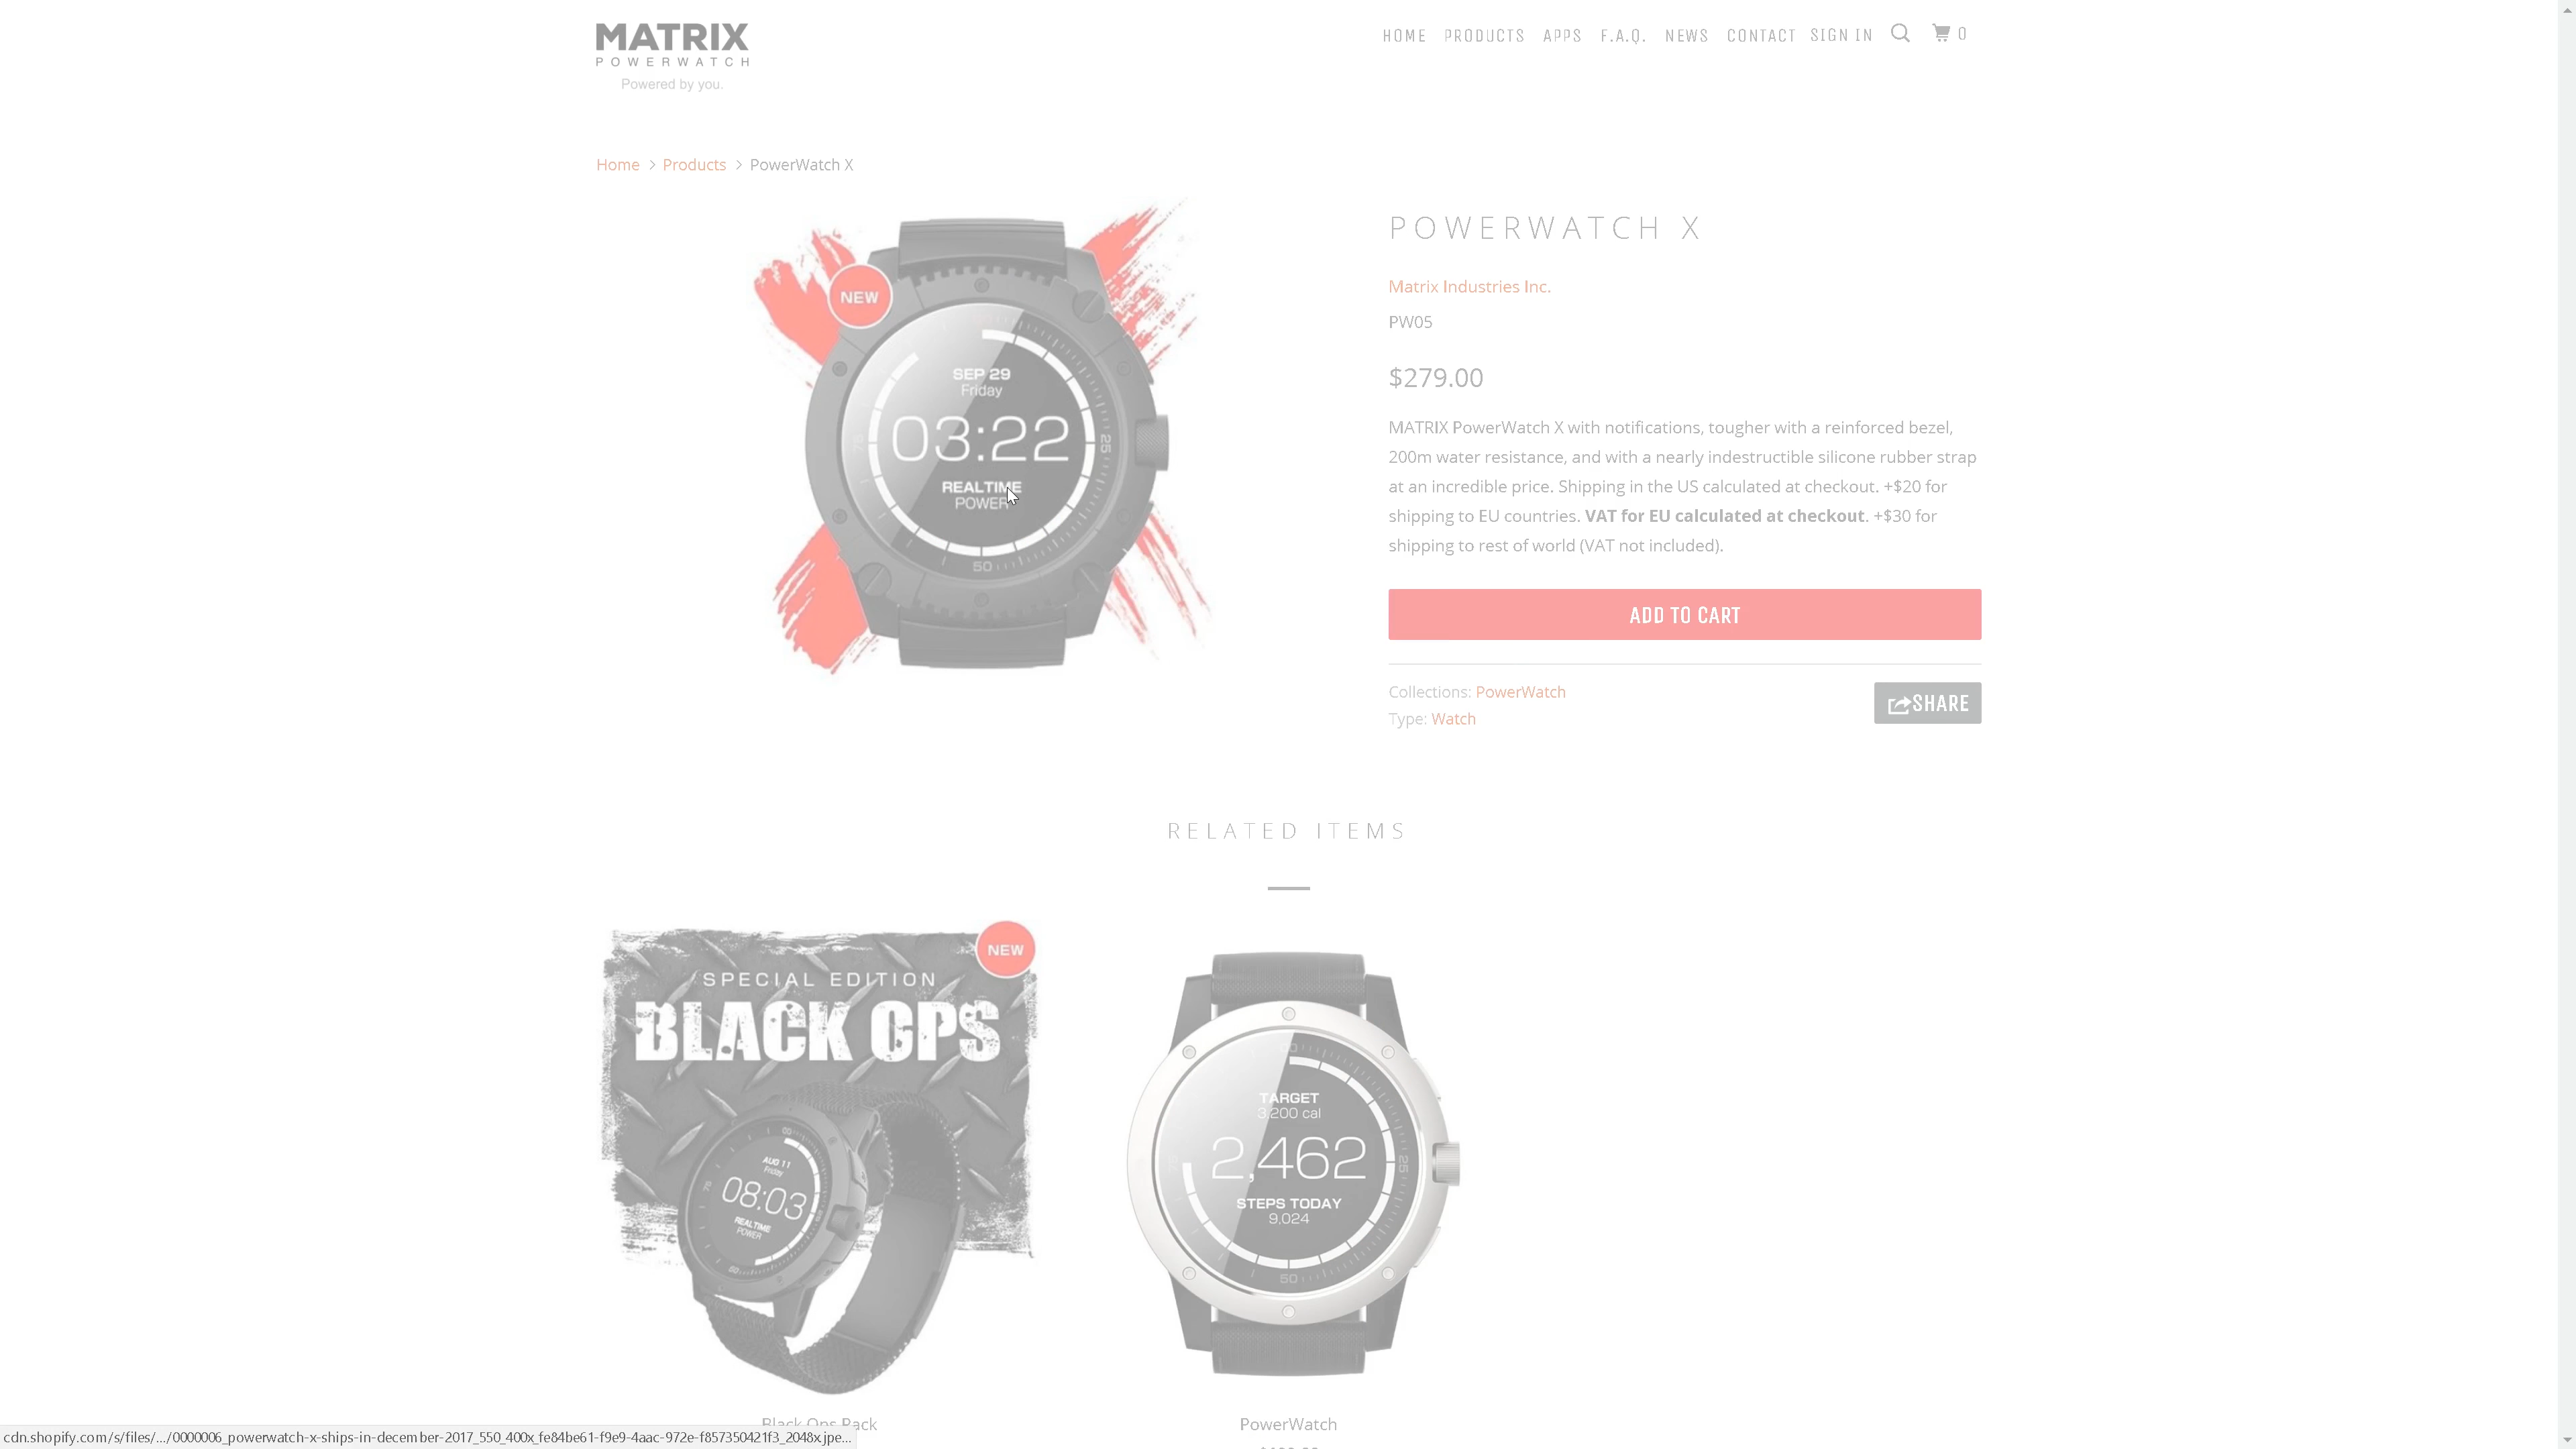 MATRIX
POWERWATCH
Powered by you.
HOME PRODUCTS APPS F.A.Q. NEWS CONTACT SIGN IN 0
Home > Products > PowerWatch X
NEW
SEP 29
Friday
03:22
REALTIME
POWER
25
50
75
POWERWATCH X
Matrix Industries Inc.
PW05
$279.00
MATRIX PowerWatch X with notifications, tougher with a reinforced bezel,
200m water resistance, and with a nearly indestructible silicone rubber strap
at an incredible price. Shipping in the US calculated at checkout. +$20 for
shipping to EU countries. VAT for EU calculated at checkout. +$30 for
shipping to rest of world (VAT not included).
ADD TO CART
Collections: PowerWatch
Type: Watch
SHARE
RELATED ITEMS
NEW
SPECIAL EDITION
BLACK OPS
AUG 11
Friday
08:03
REALTIME
POWER
75
50
TARGET
3,200 cal
2,462
STEPS TODAY
9,024
25
50
75
Black Ops Pack
PowerWatch
cdn.shopify.com/s/files/.../0000006_powerwatch-x-ships-in-december-2017_550_400x_fe84be61-f9e9-4aac-972e-f857350421f3_2048x.jpe...